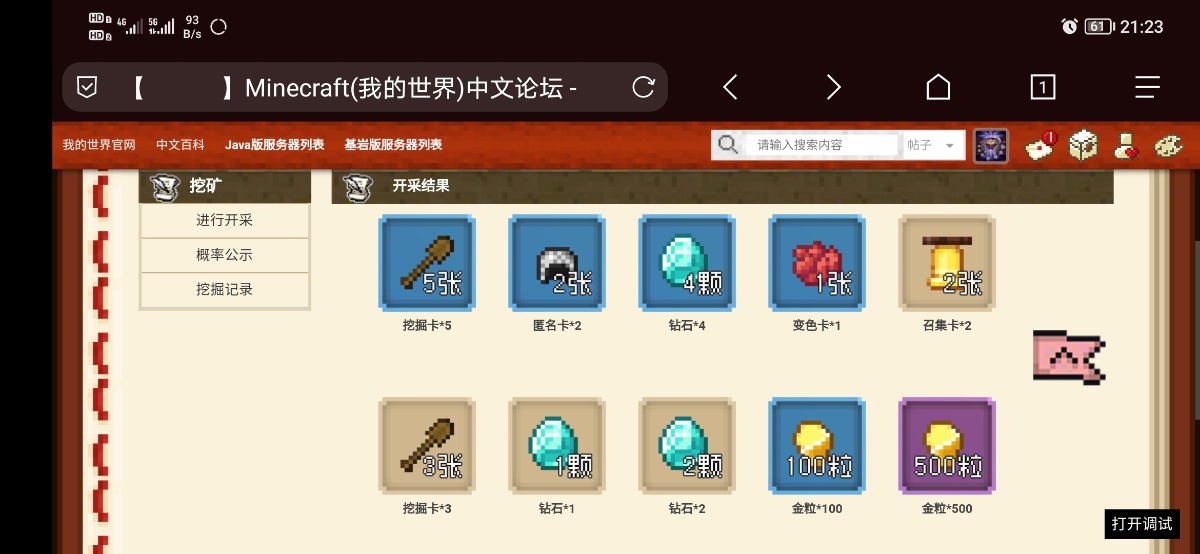 HD 1 4G 5G 93
HD 2 B/s
61 21:23
【 】Minecraft(我的世界)中文论坛 -
1
我的世界官网 中文百科 Java版服务器列表 基岩版服务器列表
请输入搜索内容 帖子
挖矿
开采结果
进行开采
概率公示
挖掘记录
5张 2张 4颗 1张 2张
挖掘卡*5 匿名卡*2 钻石*4 变色卡*1 召集卡*2
3张 1颗 2颗 100粒 500粒
挖掘卡*3 钻石*1 钻石*2 金粒*100 金粒*500
打开调试